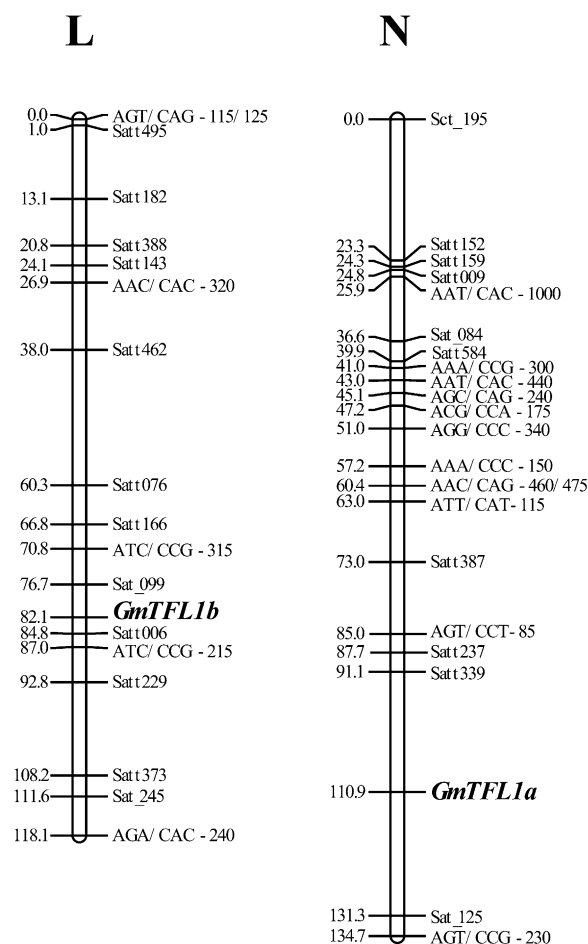 L
0.0 AGT/ CAG - 115/ 125
1.0 Satt495
13.1 Satt182
20.8 Satt388
24.1 Satt143
26.9 AAC/ CAC - 320
38.0 Satt462
60.3 Satt076
66.8 Satt166
70.8 ATC/ CCG - 315
76.7 Sat_099
82.1 GmTFL1b
84.8 Satt006
87.0 ATC/ CCG - 215
92.8 Satt229
108.2 Satt373
111.6 Sat_245
118.1 AGA/ CAC - 240
N
0.0 Sct_195
23.3 Satt152
24.3 Satt159
24.8 Satt009
25.9 AAT/ CAC - 1000
36.6 Sat_084
39.9 Satt584
41.0 AAA/ CCG - 300
43.0 AAT/ CAC - 440
45.1 AGC/ CAG - 240
47.2 ACG/ CCA - 175
51.0 AGG/ CCC - 340
57.2 AAA/ CCC - 150
60.4 AAC/ CAG - 460/ 475
63.0 ATT/ CAT- 115
73.0 Satt387
85.0 AGT/ CCT- 85
87.7 Satt237
91.1 Satt339
110.9 GmTFL1a
131.3 Sat_125
134.7 AGT/ CCG - 230